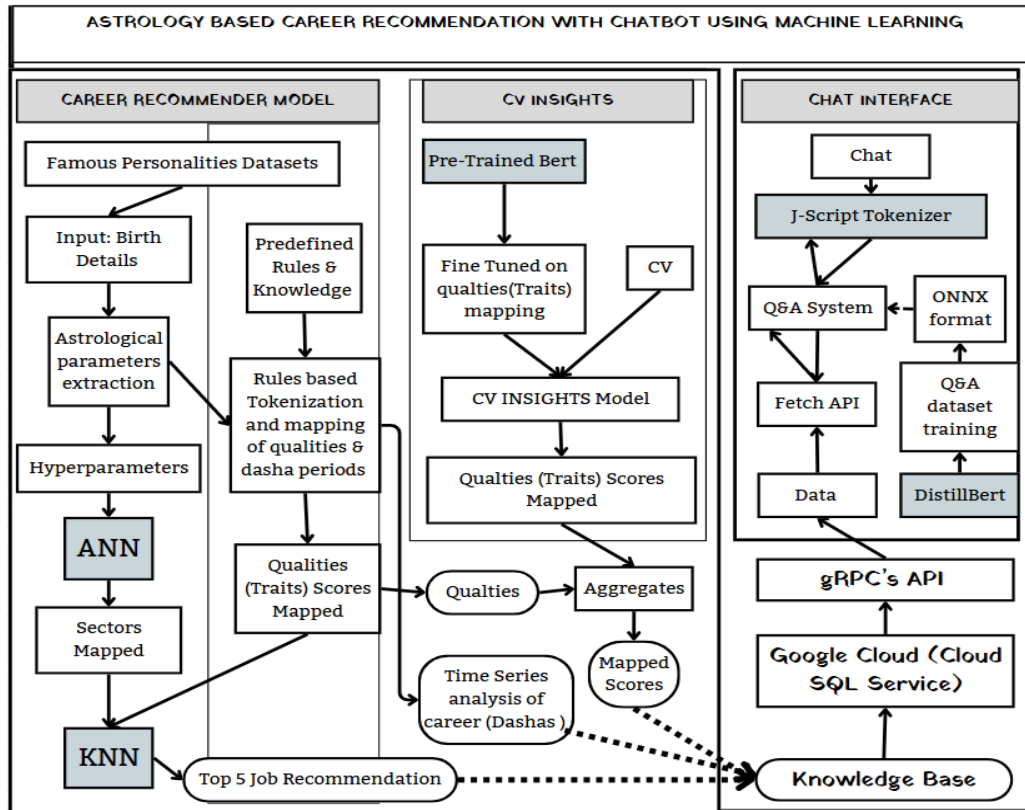 ASTROLOGY BASED CAREER RECOMMENDATION WITH CHATBOT USING MACHINE LEARNING
CAREER RECOMMENDER MODEL
Famous Personalities Datasets
Input: Birth
Details
Predefined
Rules &
Knowledge
Astrological
parameters
extraction
Rules based
Tokenization
and mapping
of qualities &
dasha periods
Hyperparameters
ANN
Qualities
(Traits) Scores
Mapped
Sectors
Mapped
KNN
Top 5 Job Recommendation
CV INSIGHTS
Pre-Trained Bert
Fine Tuned on
qualties(Traits)
mapping
CV
CV INSIGHTS Model
Qualties (Traits) Scores
Mapped
Qualties
Aggregates
Time Series
analysis of
career (Dashas )
Mapped
Scores
CHAT INTERFACE
Chat
J-Script Tokenizer
Q&A System
ONNX
format
Fetch API
Q&A
dataset
training
Data
DistillBert
gRPC's API
Google Cloud (Cloud
SQL Service)
Knowledge Base